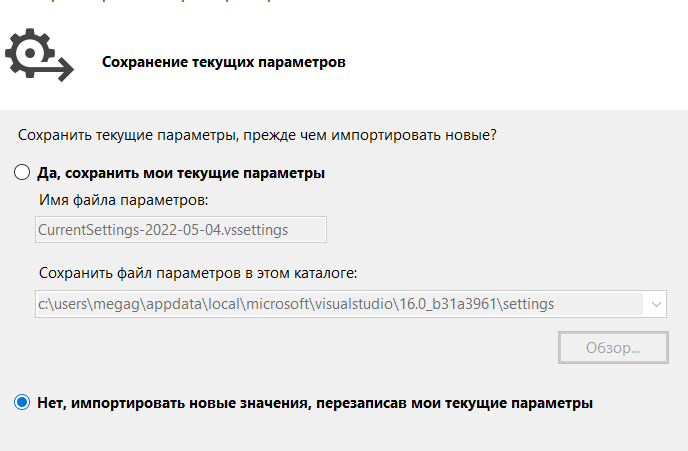 Сохранение текущих параметров
Сохранить текущие параметры, прежде чем импортировать новые?
Да, сохранить мои текущие параметры
Имя файла параметров:
CurrentSettings-2022-05-04.vssettings
Сохранить файл параметров в этом каталоге:
c:\users\megag\appdata\local\microsoft\visualstudio\16.0_b31a3961\settings
Обзор...
Нет, импортировать новые значения, перезаписав мои текущие параметры